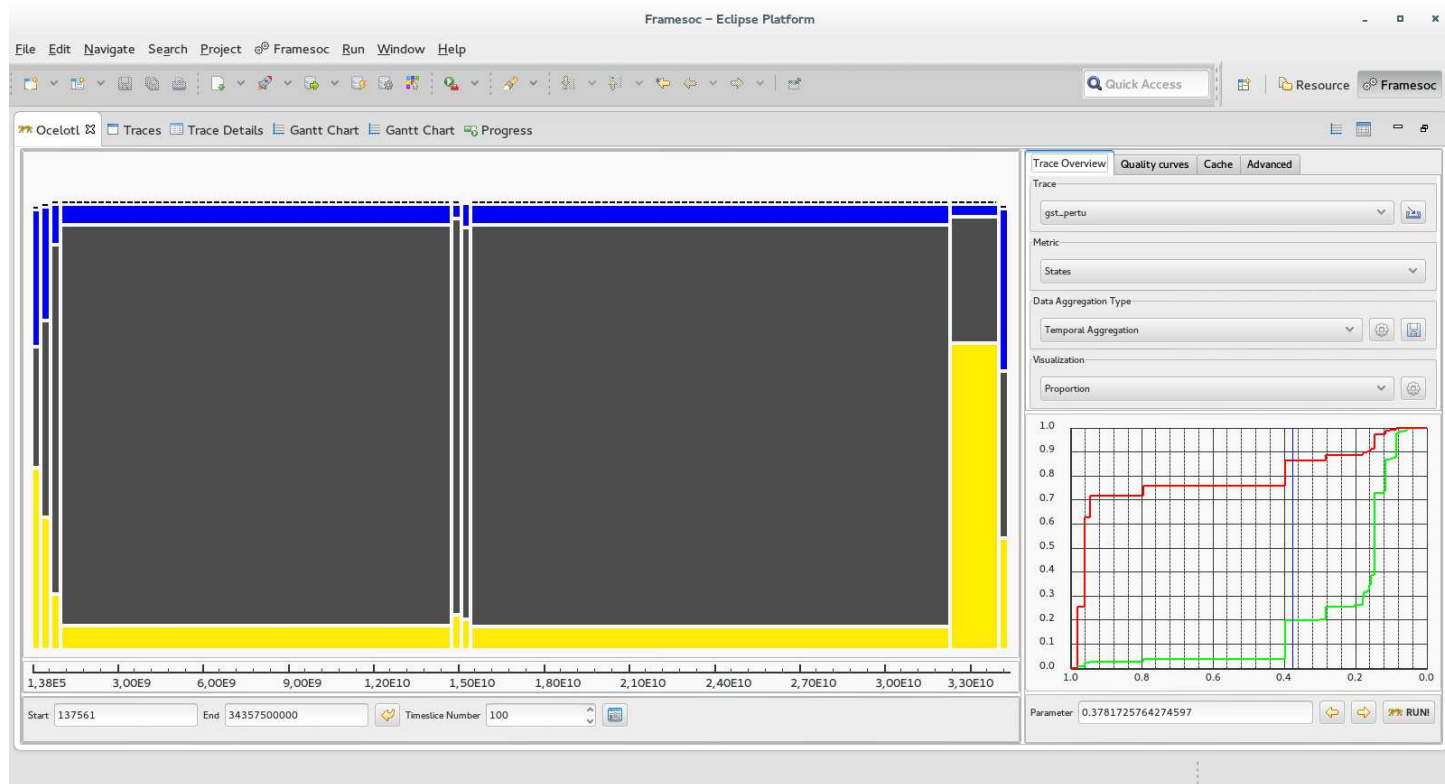 Framesoc – Eclipse Platform
File Edit Navigate Search Project Framesoc Run Window Help
Quick Access Resource Framesoc
Ocelotl Traces Trace Details Gantt Chart Gantt Chart Progress
Trace Overview Quality curves Cache Advanced
Trace
gst_pertu
Metric
States
Data Aggregation Type
Temporal Aggregation
Visualization
Proportion
1.0
0.9
0.8
0.7
0.6
0.5
0.4
0.3
0.2
0.1
0.0
1.0 0.8 0.6 0.4 0.2 0.0
1,38E5 3,00E9 6,00E9 9,00E9 1,20E10 1,50E10 1,80E10 2,10E10 2,40E10 2,70E10 3,00E10 3,30E10
Start 137561 End 34357500000 Timeslice Number 100
Parameter 0.3781725764274597 RUN!